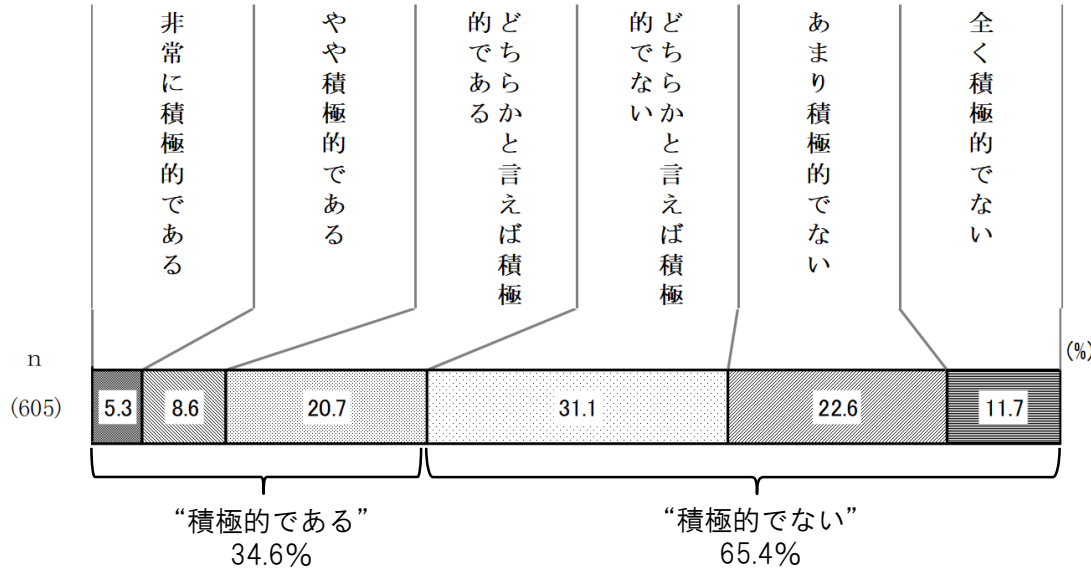 非常に積極的である
やや積極的である
どちらかと言えば積極
的である
どちらかと言えば積極
的でない
あまり積極的でない
全く積極的でない
n
(%)
(605)
5.3
8.6
20.7
31.1
22.6
11.7
“積極的である”
34.6%
“積極的でない”
65.4%